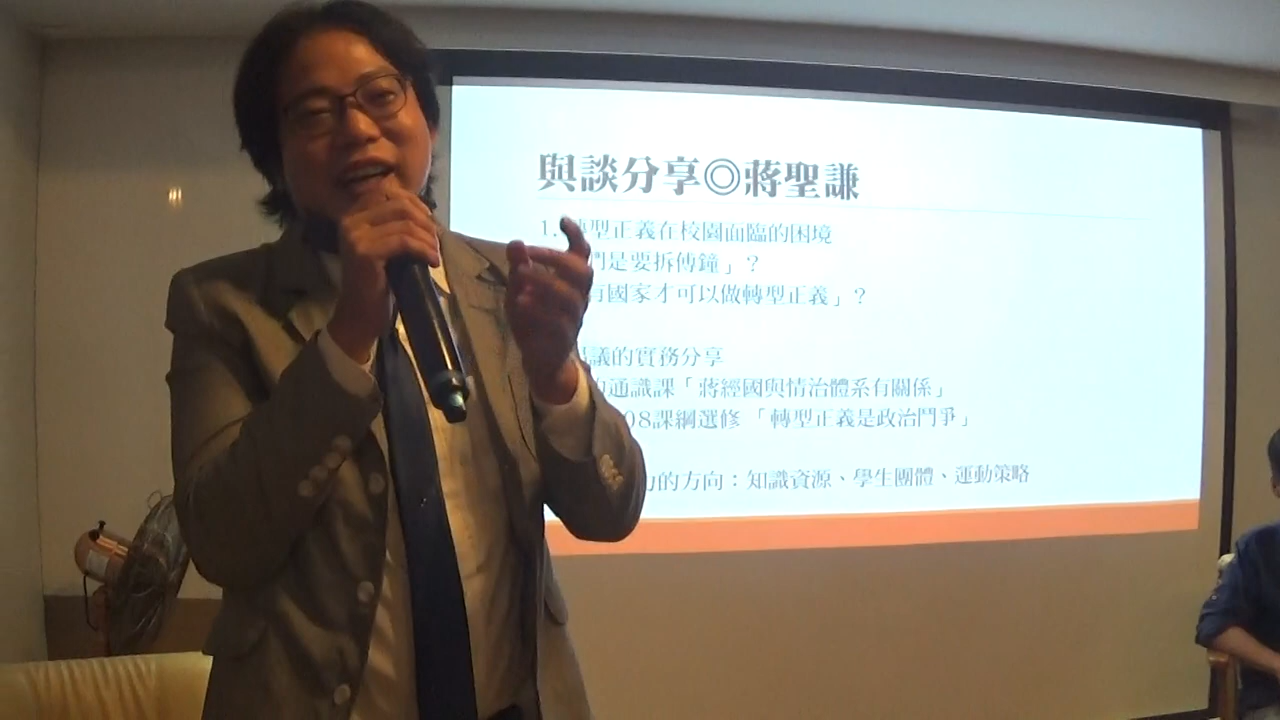 與談分享◎蔣聖謙
1. 轉型正義在校園面臨的困境
們是要拆傅鐘」？
有國家才可以做轉型正義」？
議的實務分享
通識課「蔣經國與情治體系有關係」
08課綱選修 「轉型正義是政治鬥爭」
力的方向：知識資源、學生團體、運動策略